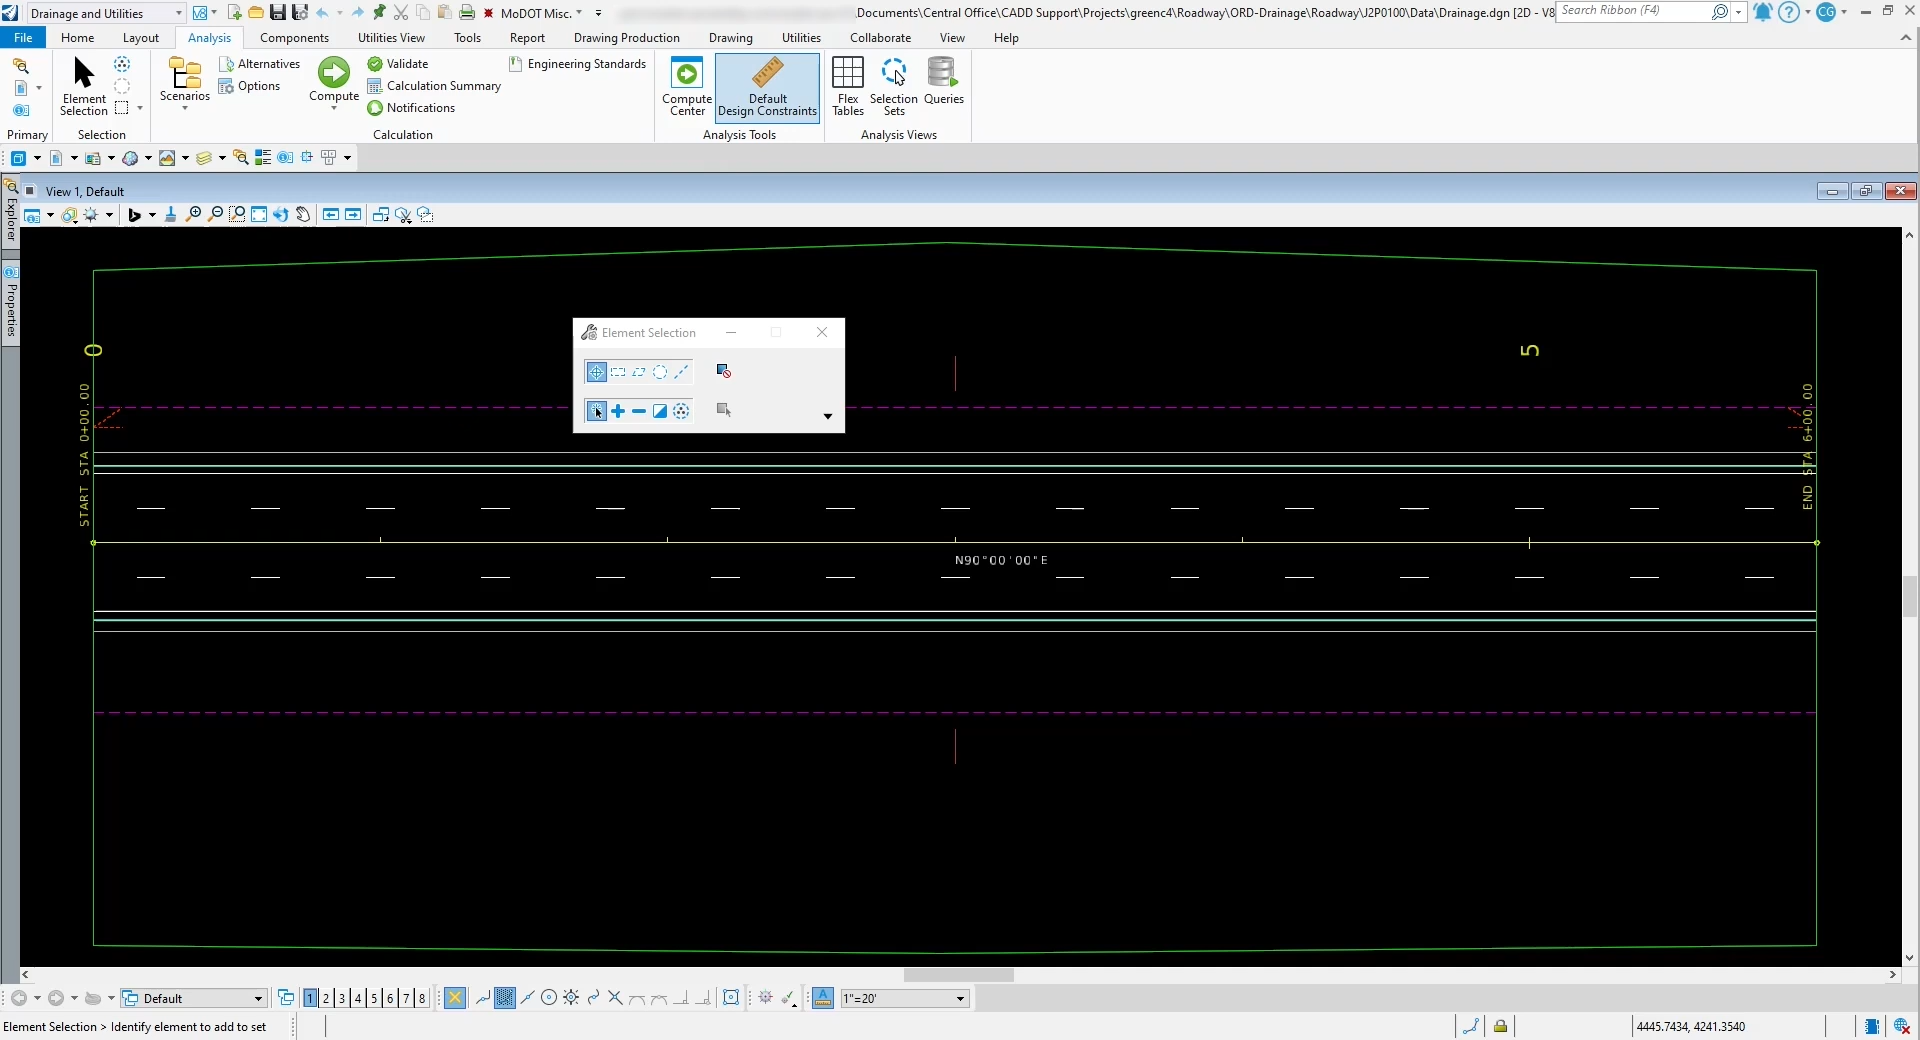 Drainage and Utilities
MoDOT Misc.
Documents\Central Office\CADD Support\Projects\greenc4\Roadway\ORD-Drainage\Roadway\J2P0100\Data\Drainage.dgn [2D - V8
Search Ribbon (F4)
CG
File
Home
Layout
Analysis
Components
Utilities View
Tools
Report
Drawing Production
Drawing
Utilities
Collaborate
View
Help
Element
Selection
Scenarios
Alternatives
Options
Compute
Validate
Calculation Summary
Notifications
Engineering Standards
Compute
Center
Default
Design Constraints
Flex
Tables
Selection
Sets
Queries
Primary
Selection
Calculation
Analysis Tools
Analysis Views
View 1, Default
Explorer
Properties
Element Selection
0
5
START STA 0+00.00
END STA 6+00.00
N90°00'00"E
Default
1 2 3 4 5 6 7 8
1"=20'
Element Selection > Identify element to add to set
4445.7434, 4241.3540